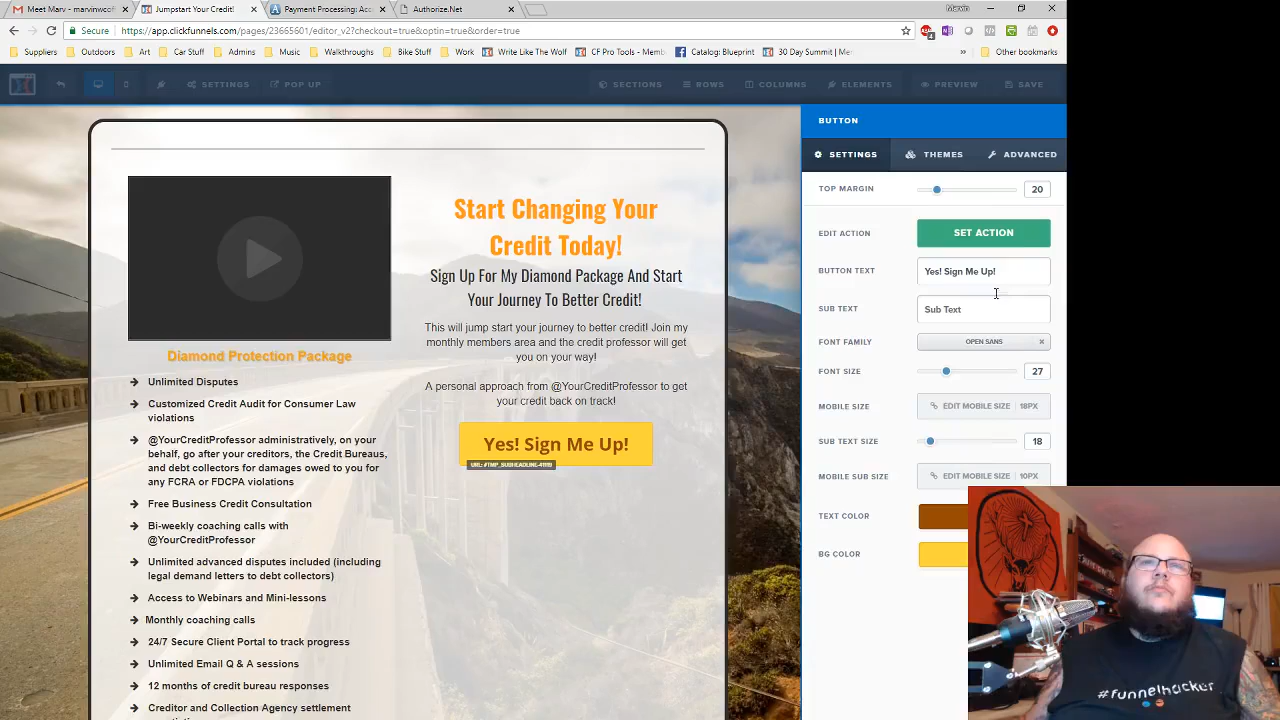 Meet Marv - marvinwcoff
Jumpstart Your Credit!
Payment Processing: Acc
Authorize.Net
Marvin
Secure
https://app.clickfunnels.com/pages/23665601/editor_v2?checkout=true&optin=true&order=true
Suppliers
Outdoors
Art
Car Stuff
Admins
Music
Walkthroughs
Bike Stuff
Work
Write Like The Wolf
CF Pro Tools - Memb
Catalog: Blueprint
30 Day Summit | Me
Other bookmarks
SETTINGS
POP UP
SECTIONS
ROWS
COLUMNS
ELEMENTS
PREVIEW
SAVE
Start Changing Your
Credit Today!
Sign Up For My Diamond Package And Start
Your Journey To Better Credit!
This will jump start your journey to better credit! Join my
monthly members area and the credit professor will get
you on your way!
A personal approach from @YourCreditProfessor to get
your credit back on track!
Yes! Sign Me Up!
Diamond Protection Package
Unlimited Disputes
Customized Credit Audit for Consumer Law
violations
@YourCreditProfessor administratively, on your
behalf, go after your creditors, the Credit Bureaus,
and debt collectors for damages owed to you for
any FCRA or FDCPA violations
Free Business Credit Consultation
Bi-weekly coaching calls with
@YourCreditProfessor
Unlimited advanced disputes included (including
legal demand letters to debt collectors)
Access to Webinars and Mini-lessons
Monthly coaching calls
24/7 Secure Client Portal to track progress
Unlimited Email Q & A sessions
12 months of credit bureau responses
Creditor and Collection Agency settlement
BUTTON
SETTINGS
THEMES
ADVANCED
TOP MARGIN
20
EDIT ACTION
SET ACTION
BUTTON TEXT
Yes! Sign Me Up!
SUB TEXT
Sub Text
FONT FAMILY
OPEN SANS
FONT SIZE
27
MOBILE SIZE
EDIT MOBILE SIZE | 18PX
SUB TEXT SIZE
18
MOBILE SUB SIZE
EDIT MOBILE SIZE | 10PX
TEXT COLOR
BG COLOR
#funnelhacker